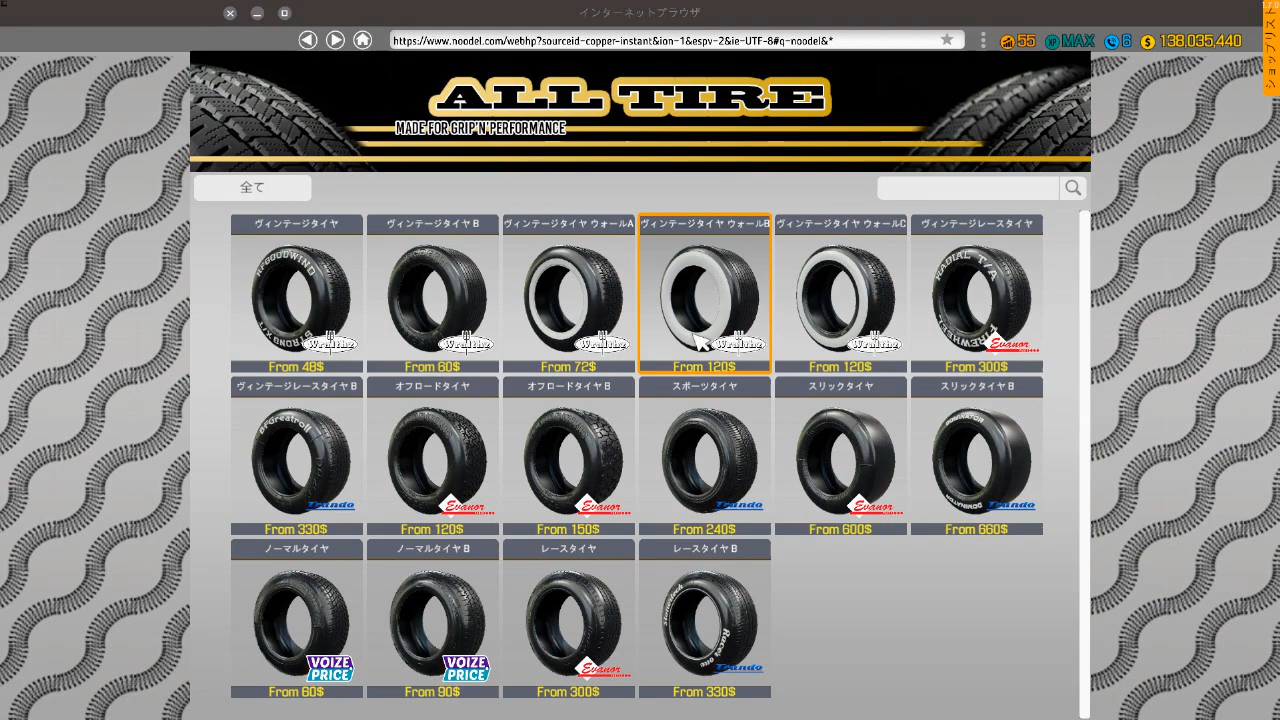 インターネットブラウザ
https://www.noodel.com/webhp?sourceid-copper-instant&ion-1&espv-2&ie-UTF-8#q-noodel&*
55
XP MAX
6
$ 138,035,440
ショップリスト
ALL TIRE
MADE FOR GRIP'N'PERFORMANCE
全て
ヴィンテージタイヤ
ヴィンテージタイヤ B
ヴィンテージタイヤ ウォールA
ヴィンテージタイヤ ウォールB
ヴィンテージタイヤ ウォールC
ヴィンテージレースタイヤ
RADIAL T/A
TIREWHEEL
Evanor
From 48$
From 60$
From 72$
From 120$
From 120$
From 300$
ヴィンテージレースタイヤ B
オフロードタイヤ
オフロードタイヤ B
スポーツタイヤ
スリックタイヤ
スリックタイヤ B
DOMINATOR
DOMINATOR
Evanor
Evanor
Evanor
From 330$
From 120$
From 150$
From 240$
From 600$
From 660$
ノーマルタイヤ
ノーマルタイヤ B
レースタイヤ
レースタイヤ B
VOIZE PRICE
VOIZE PRICE
Evanor
From 60$
From 90$
From 300$
From 330$